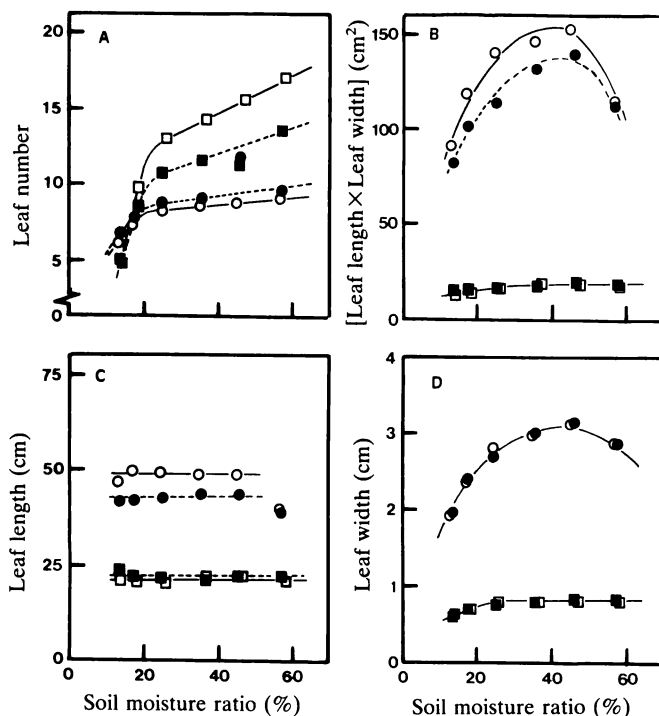 A
Leaf number
20
15
10
5
0
B
[Leaf length×Leaf width] (cm²)
150
100
50
0
C
Leaf length (cm)
75
50
25
0
0 20 40 60
Soil moisture ratio (%)
D
Leaf width (cm)
4
3
2
1
0
0 20 40 60
Soil moisture ratio (%)